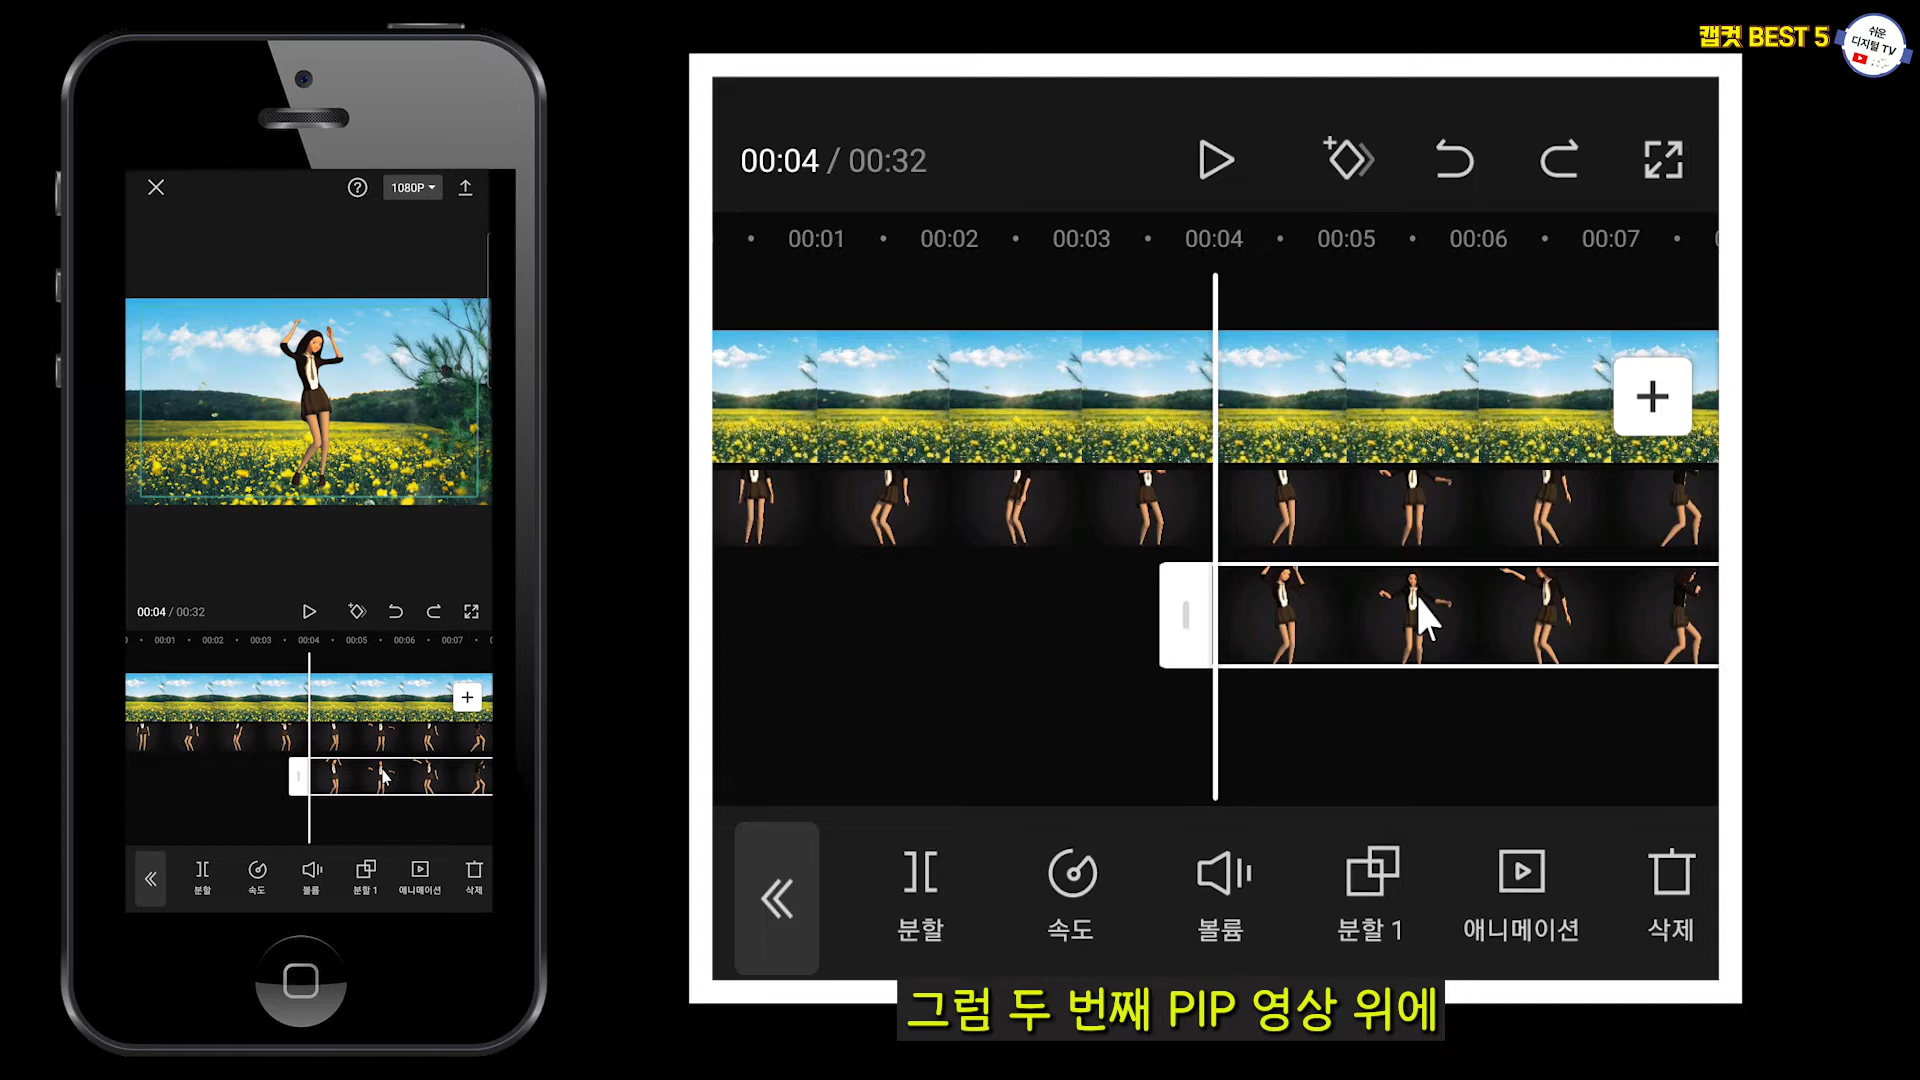 캡컷 BEST 5
쉬운
디지털 TV
1080P
00:04 / 00:32
00:01 00:02 00:03 00:04 00:05 00:06 00:07
분할 속도 볼륨 분할 1 애니메이션 삭제
00:04 / 00:32
00:01 00:02 00:03 00:04 00:05 00:06 00:07
분할 속도 볼륨 분할 1 애니메이션 삭제
그럼 두 번째 PIP 영상 위에